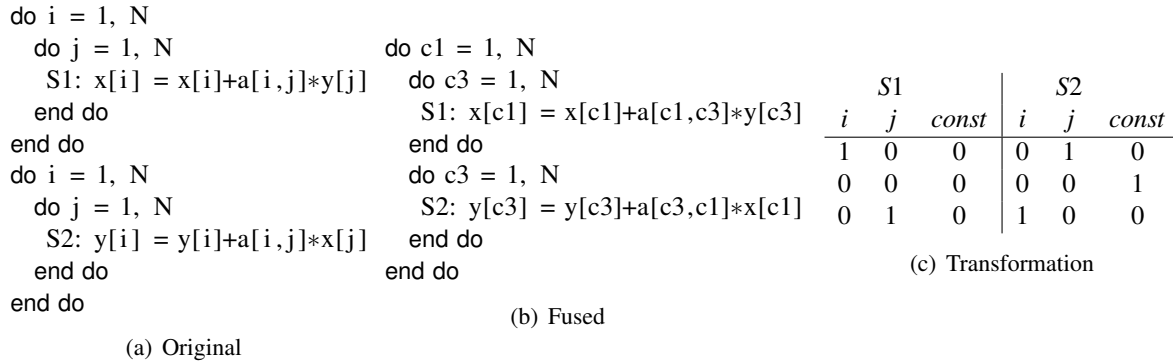 do i = 1, N
do j = 1, N
S1: x[i] = x[i]+a[i,j]*y[j]
end do
end do
do i = 1, N
do j = 1, N
S2: y[i] = y[i]+a[i,j]*x[j]
end do
end do
(a) Original
do c1 = 1, N
do c3 = 1, N
S1: x[c1] = x[c1]+a[c1,c3]*y[c3]
end do
do c3 = 1, N
S2: y[c3] = y[c3]+a[c3,c1]*x[c1]
end do
end do
(b) Fused
S1 S2
i j const i j const
1 0 0 0 1 0
0 0 0 0 0 1
0 1 0 1 0 0
(c) Transformation